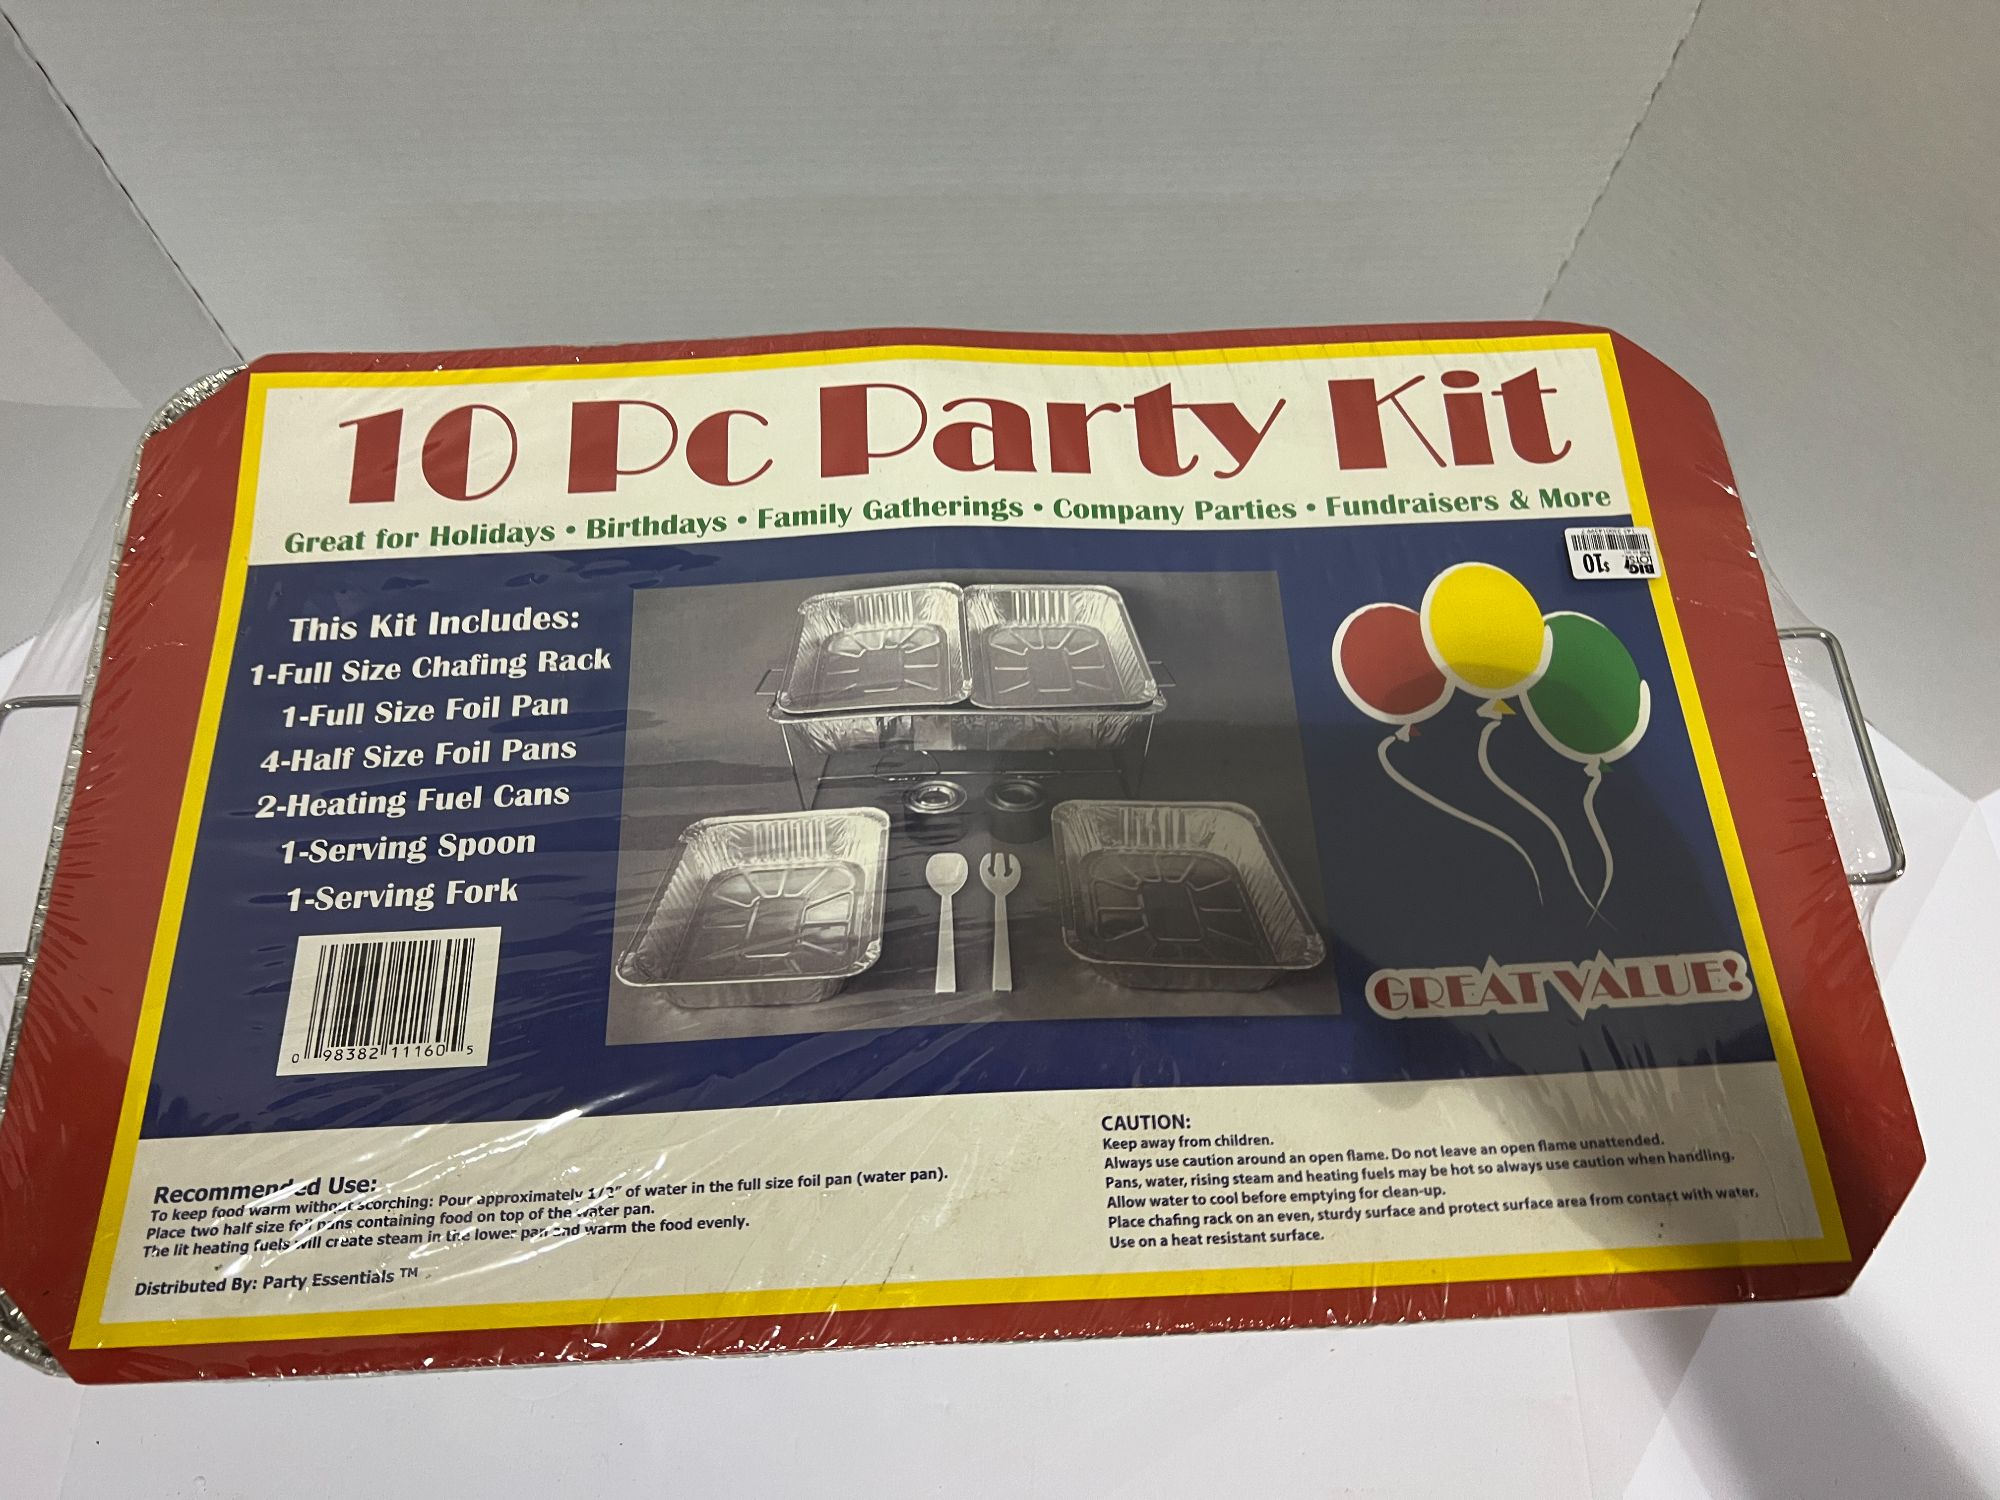 10 Pc Party Kit
Great for Holidays • Birthdays • Family Gatherings • Company Parties • Fundraisers & More
BIG
LOTS!
$10
This Kit Includes:
1-Full Size Chafing Rack
1-Full Size Foil Pan
4-Half Size Foil Pans
2-Heating Fuel Cans
1-Serving Spoon
1-Serving Fork
0 98382 11160 5
GREAT VALUE!
Recommended Use:
To keep food warm without scorching: Pour approximately 1/2" of water in the full size foil pan (water pan).
Place two half size foil pans containing food on top of the water pan.
The lit heating fuels will create steam in the lower pan and warm the food evenly.
Distributed By: Party Essentials ™
CAUTION:
Keep away from children.
Always use caution around an open flame. Do not leave an open flame unattended.
Pans, water, rising steam and heating fuels may be hot so always use caution when handling.
Allow water to cool before emptying for clean-up.
Place chafing rack on an even, sturdy surface and protect surface area from contact with water.
Use on a heat resistant surface.